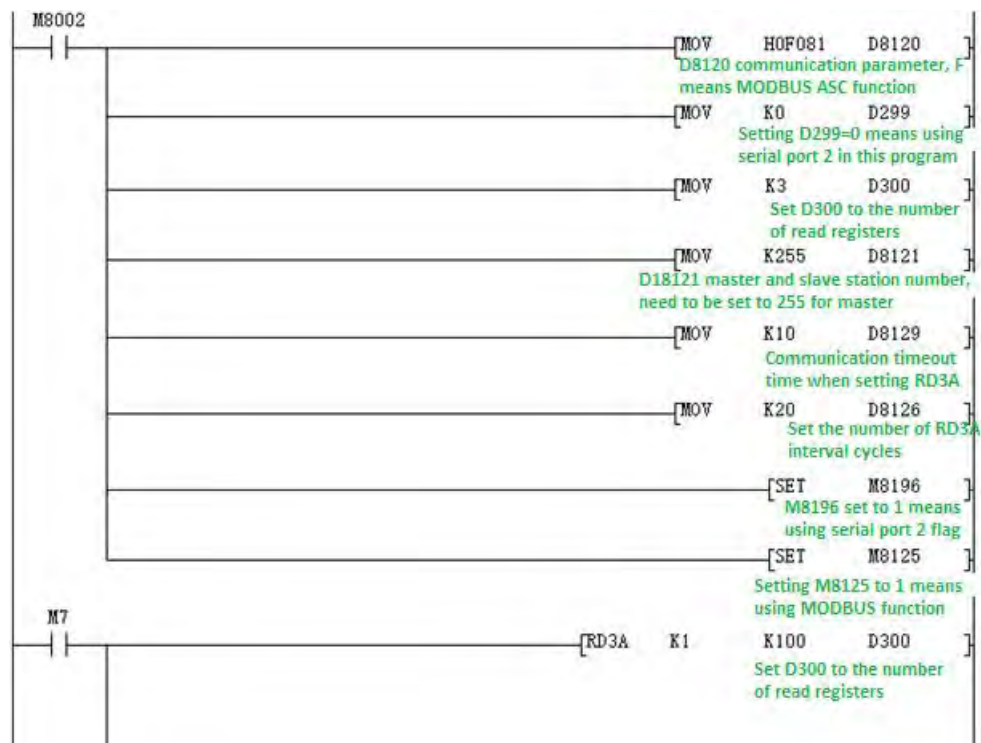 M8002
[MOV H0F081 D8120 ]
D8120 communication parameter, F
means MODBUS ASC function
[MOV K0 D299 ]
Setting D299=0 means using
serial port 2 in this program
[MOV K3 D300 ]
Set D300 to the number
of read registers
[MOV K255 D8121 ]
D18121 master and slave station number,
need to be set to 255 for master
[MOV K10 D8129 ]
Communication timeout
time when setting RD3A
[MOV K20 D8126 ]
Set the number of RD3A
interval cycles
[SET M8196 ]
M8196 set to 1 means
using serial port 2 flag
[SET M8125 ]
Setting M8125 to 1 means
using MODBUS function
M7
[RD3A K1 K100 D300 ]
Set D300 to the number
of read registers